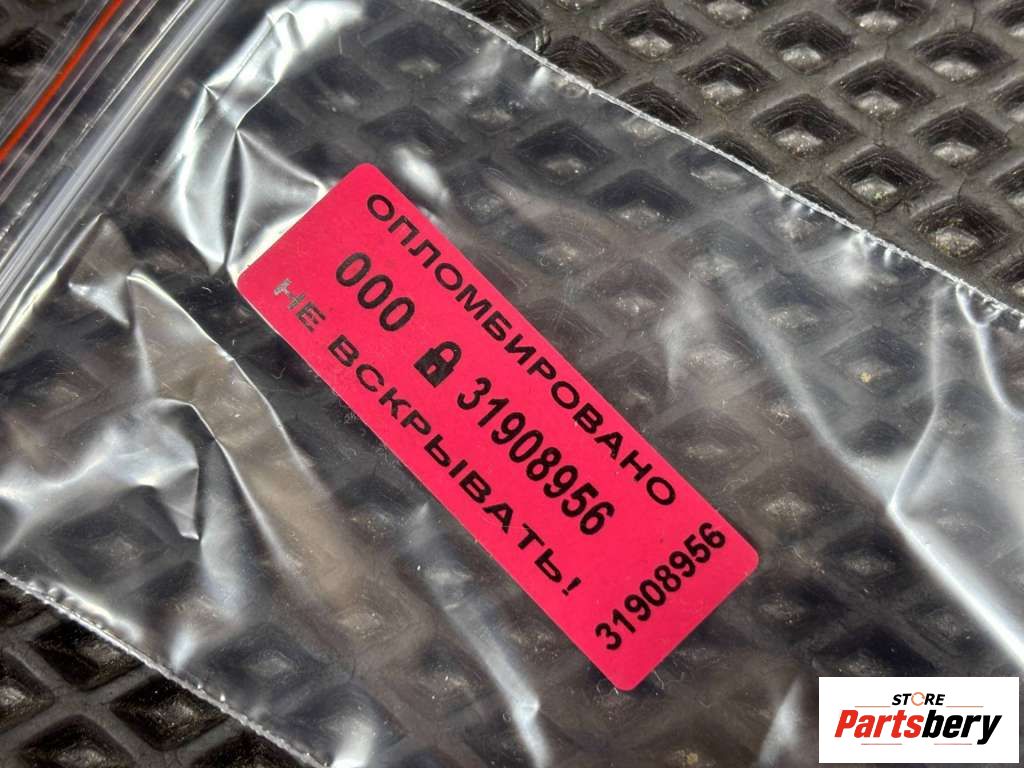 ОПЛОМБИРОВАНО
000 31908956
НЕ ВСКРЫВАТЬ!
31908956
STORE
Partsbery